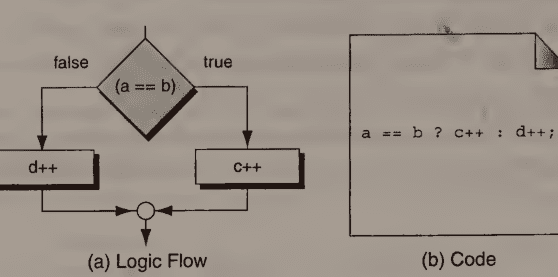 false
true
(a == b)
d++
c++
(a) Logic Flow
a == b ? c++ : d++;
(b) Code